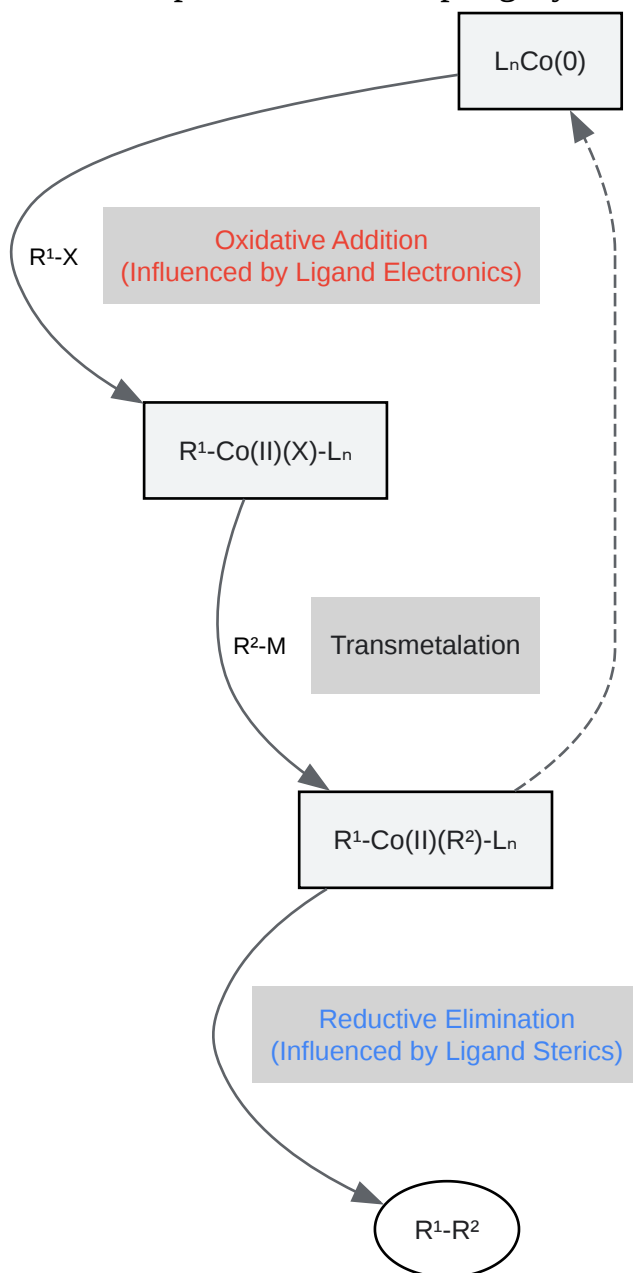 LₙCo(0)
R¹-X
Oxidative Addition
(Influenced by Ligand Electronics)
R¹-Co(II)(X)-Lₙ
R²-M
Transmetalation
R¹-Co(II)(R²)-Lₙ
Reductive Elimination
(Influenced by Ligand Sterics)
R¹-R²